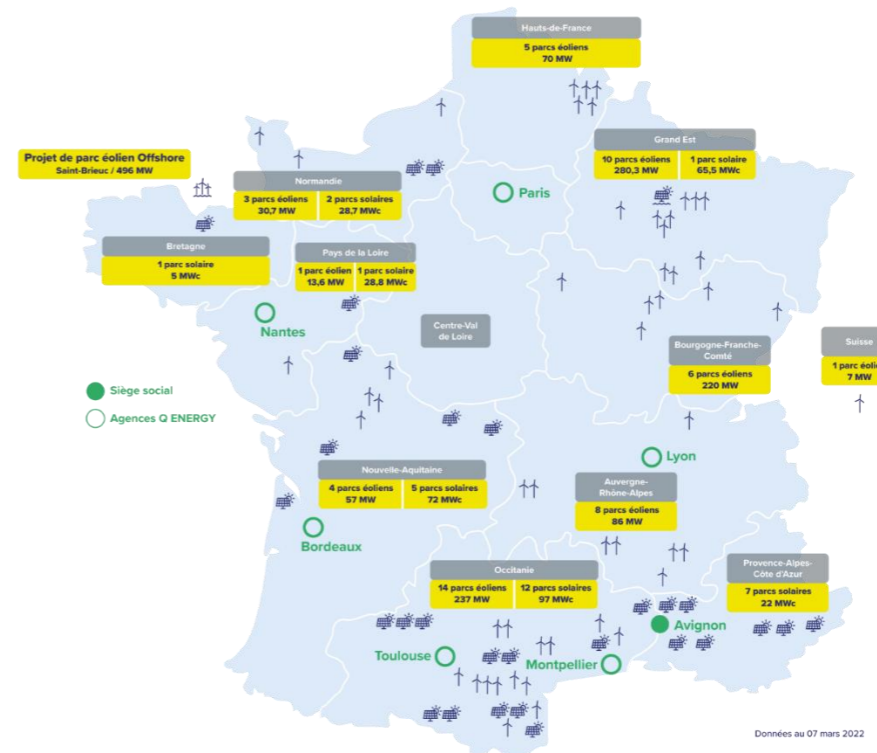 Hauts-de-France
5 parcs éoliens
70 MW
Grand Est
10 parcs éoliens
280,3 MW
1 parc solaire
65,5 MWc
Projet de parc éolien Offshore
Saint-Brieuc / 496 MW
Normandie
3 parcs éoliens
30,7 MW
2 parcs solaires
28,7 MWc
Paris
Bretagne
1 parc solaire
5 MWc
Pays de la Loire
1 parc éolien
13,6 MW
1 parc solaire
28,8 MWc
Nantes
Centre-Val
de Loire
Bourgogne-Franche-
Comté
6 parcs éoliens
220 MW
Suisse
1 parc
7 MW
Siège social
Agences Q ENERGY
Lyon
Nouvelle-Aquitaine
4 parcs éoliens
57 MW
5 parcs solaires
72 MWc
Auvergne-
Rhône-Alpes
8 parcs éoliens
86 MW
Bordeaux
Occitanie
14 parcs éoliens
237 MW
12 parcs solaires
97 MWc
Provence-Alpes-
Côte d'Azur
7 parcs solaires
22 MWc
Avignon
Toulouse
Montpellier
Données au 07 mars 2022